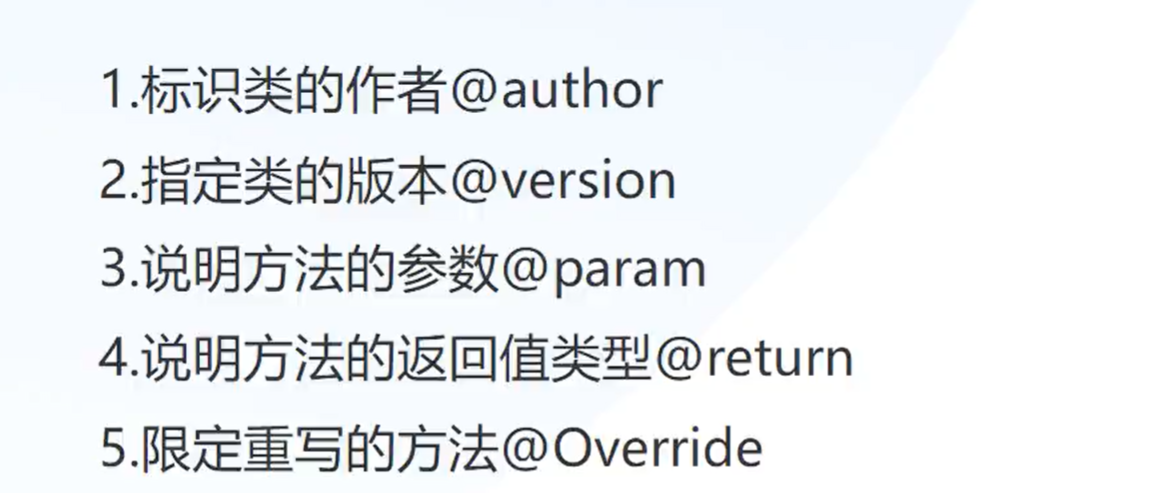 1.标识类的作者@author
2.指定类的版本@version
3.说明方法的参数@param
4.说明方法的返回值类型@return
5.限定重写的方法@Override